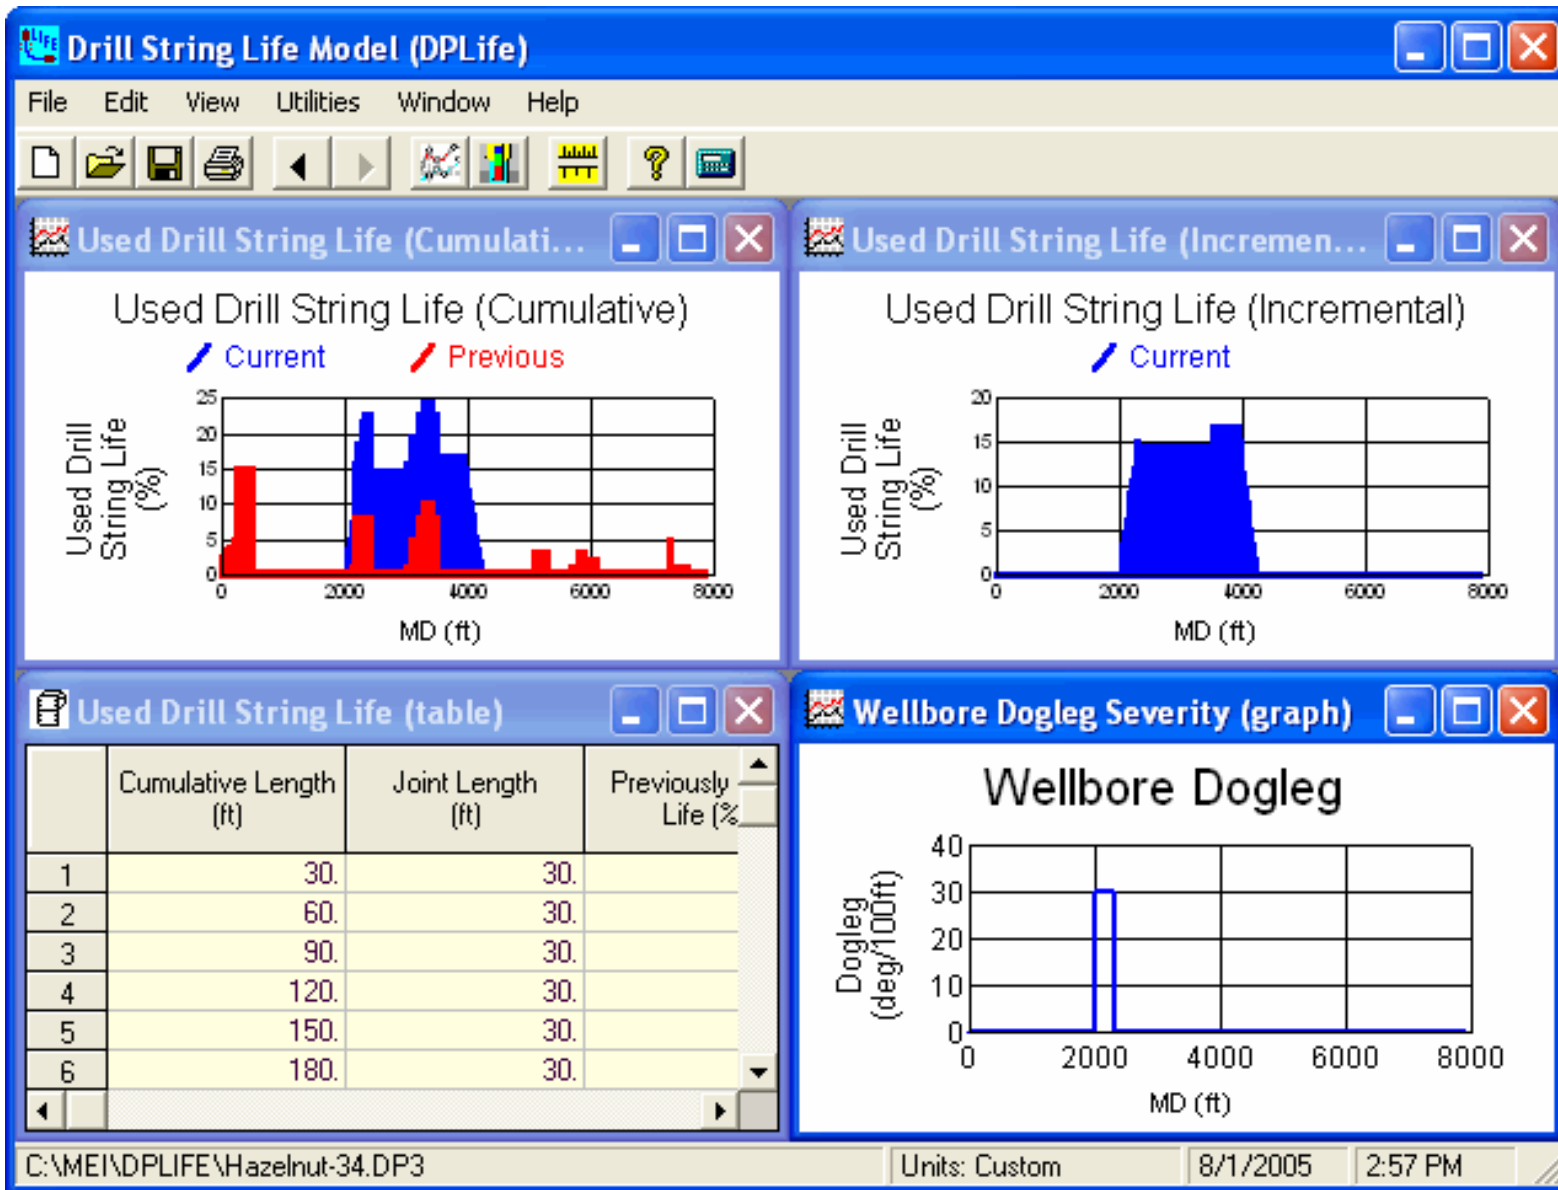 Drill String Life Model (DPLife)
File Edit View Utilities Window Help
Used Drill String Life (Cumulati...
Used Drill String Life (Cumulative)
Current Previous
Used Drill
String Life
(%)
25
20
15
10
5
0
0 2000 4000 6000 8000
MD (ft)
Used Drill String Life (Incremen...
Used Drill String Life (Incremental)
Current
Used Drill
String Life
(%)
20
15
10
5
0
0 2000 4000 6000 8000
MD (ft)
Used Drill String Life (table)
Cumulative Length Joint Length Previously
(ft) (ft) Life (%
1 30. 30.
2 60. 30.
3 90. 30.
4 120. 30.
5 150. 30.
6 180. 30.
Wellbore Dogleg Severity (graph)
Wellbore Dogleg
Dogleg
(deg/100ft)
40
30
20
10
0
0 2000 4000 6000 8000
MD (ft)
C:\MEI\DPLIFE\Hazelnut-34.DP3 Units: Custom 8/1/2005 2:57 PM